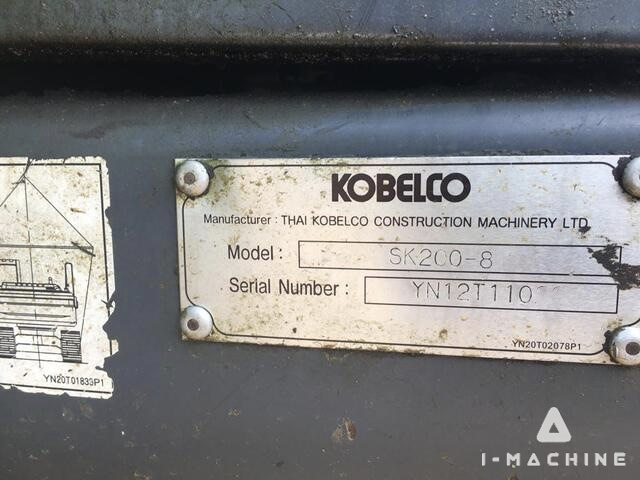 KOBELCO
Manufacturer : THAI KOBELCO CONSTRUCTION MACHINERY LTD
Model : SK200-8
Serial Number :
YN20T02078P1
YN20T01833P1
I-MACHINE